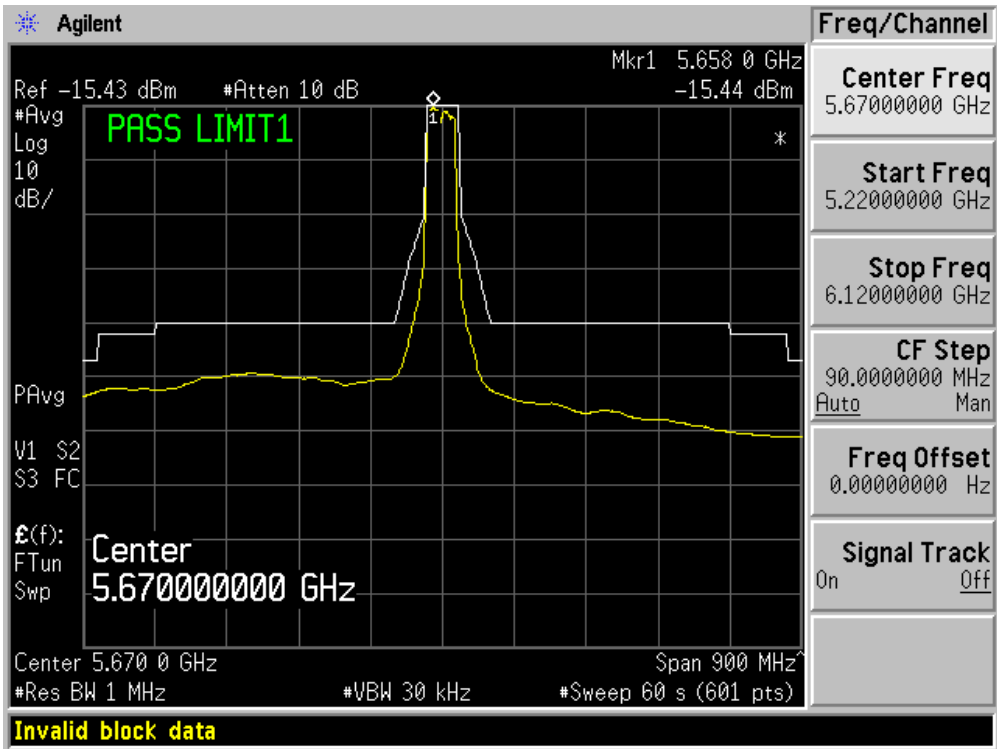 Agilent
Freq/Channel
Mkr1 5.658 0 GHz
Ref -15.43 dBm #Atten 10 dB -15.44 dBm
#Avg
Log
10
dB/
PASS LIMIT1
1
*
PAvg
V1 S2
S3 FC
£(f):
FTun
Swp
Center
5.670000000 GHz
Center 5.670 0 GHz Span 900 MHz^
#Res BW 1 MHz #VBW 30 kHz #Sweep 60 s (601 pts)
Invalid block data
Center Freq
5.67000000 GHz
Start Freq
5.22000000 GHz
Stop Freq
6.12000000 GHz
CF Step
90.0000000 MHz
Auto Man
Freq Offset
0.00000000 Hz
Signal Track
On Off